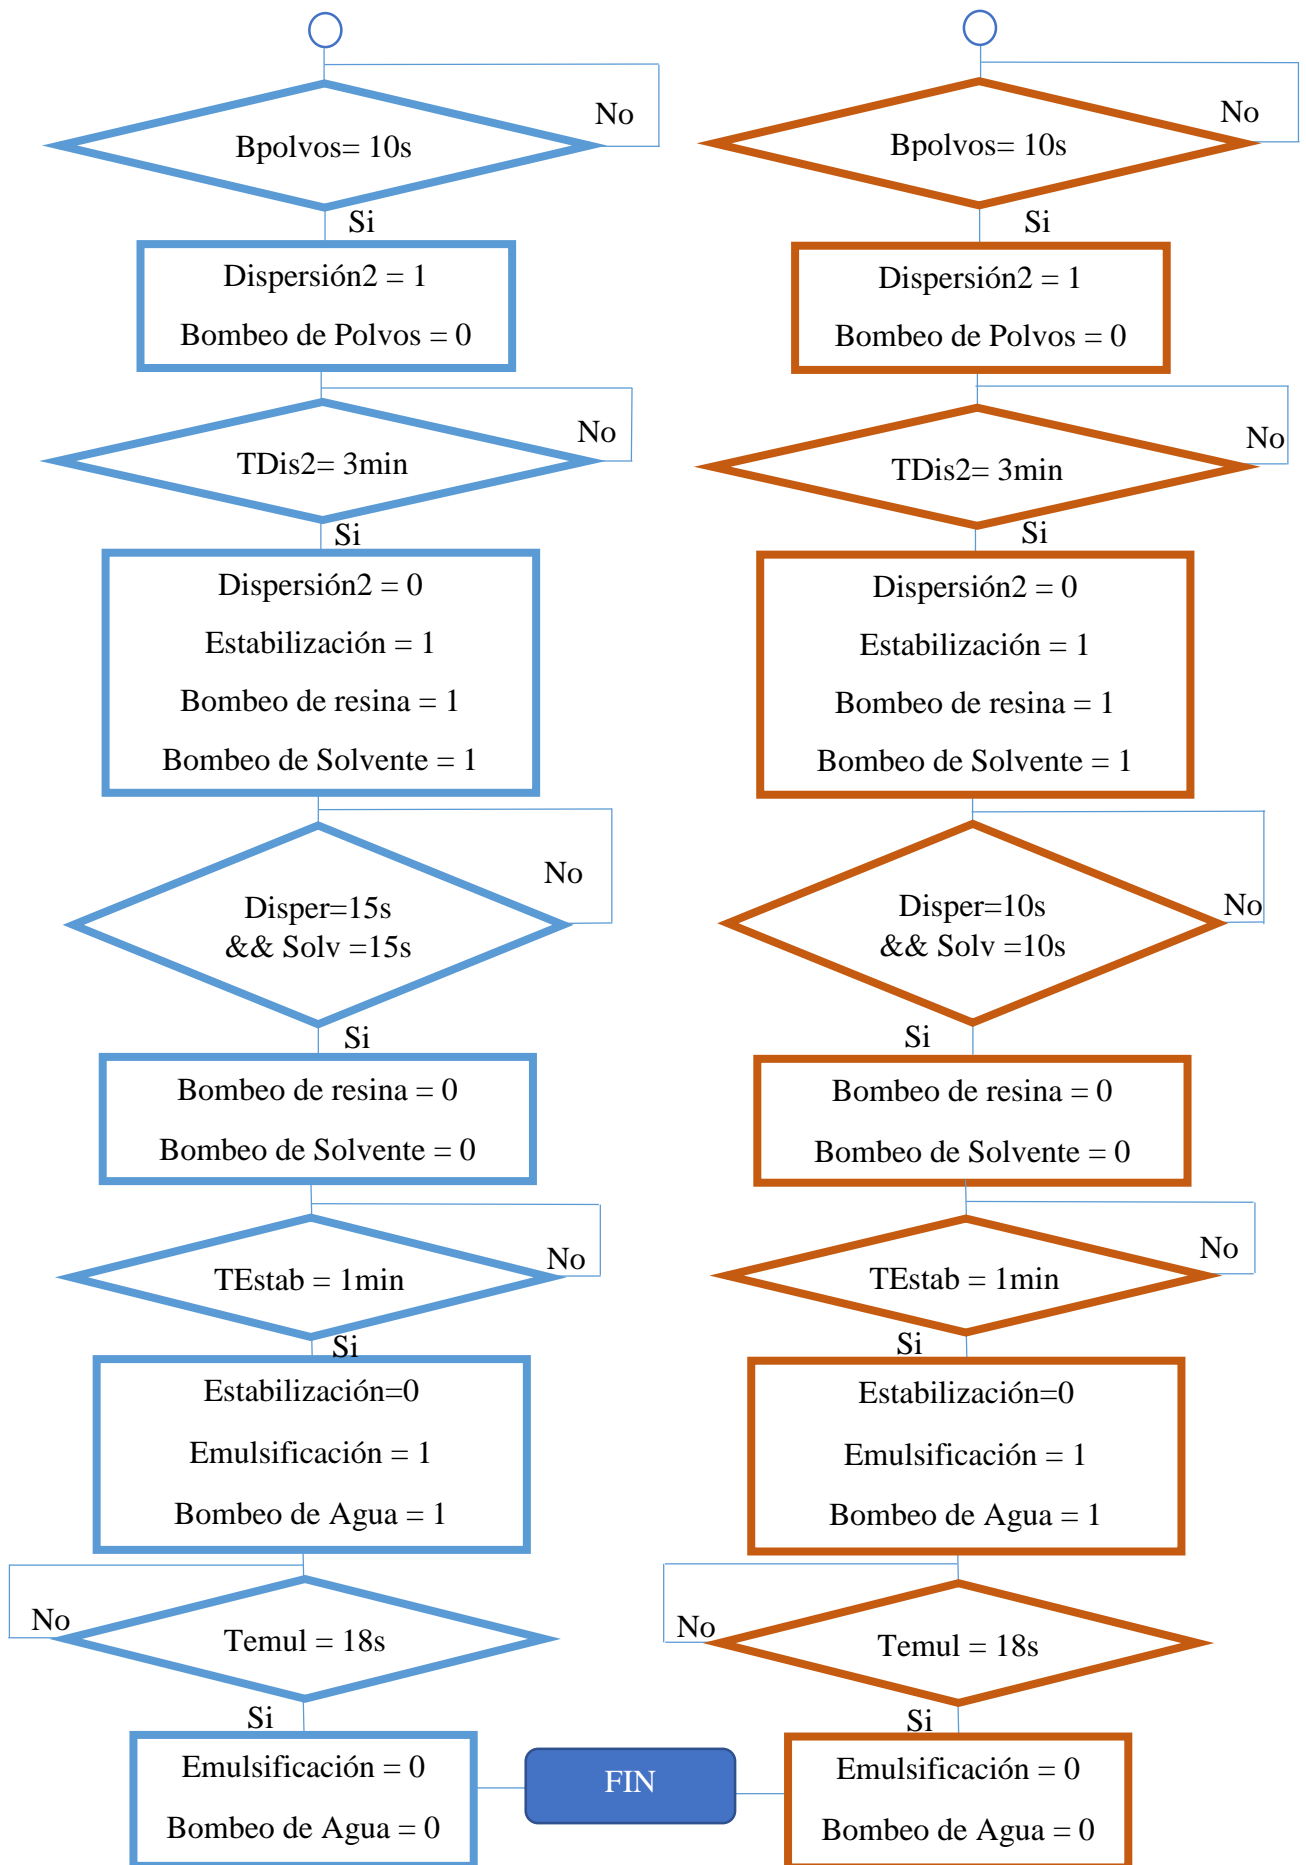 Bpolvos= 10s
No
Si
Dispersión2 = 1
Bombeo de Polvos = 0
TDis2= 3min
No
Si
Dispersión2 = 0
Estabilización = 1
Bombeo de resina = 1
Bombeo de Solvente = 1
Disper=15s
&& Solv =15s
No
Si
Bombeo de resina = 0
Bombeo de Solvente = 0
TEstab = 1min
No
Si
Estabilización=0
Emulsificación = 1
Bombeo de Agua = 1
No
Temul = 18s
Si
Emulsificación = 0
Bombeo de Agua = 0
Bpolvos= 10s
No
Si
Dispersión2 = 1
Bombeo de Polvos = 0
TDis2= 3min
No
Si
Dispersión2 = 0
Estabilización = 1
Bombeo de resina = 1
Bombeo de Solvente = 1
Disper=10s
&& Solv =10s
No
Si
Bombeo de resina = 0
Bombeo de Solvente = 0
TEstab = 1min
No
Si
Estabilización=0
Emulsificación = 1
Bombeo de Agua = 1
No
Temul = 18s
Si
Emulsificación = 0
Bombeo de Agua = 0
FIN